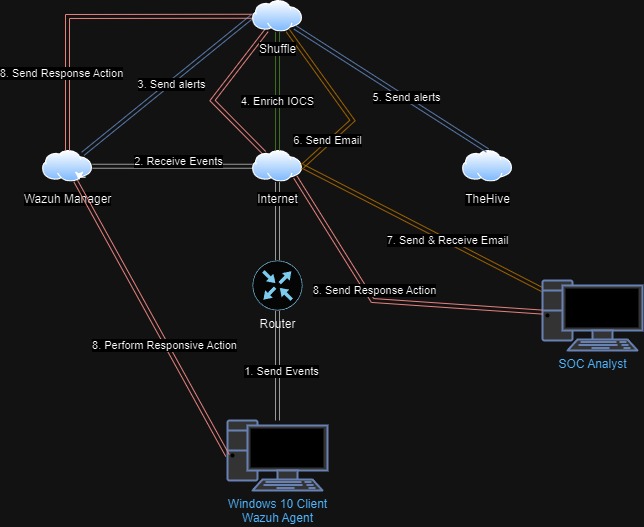 Shuffle
8. Send Response Action
3. Send alerts
4. Enrich IOCS
5. Send alerts
6. Send Email
2. Receive Events
Wazuh Manager
Internet
TheHive
7. Send & Receive Email
8. Send Response Action
Router
8. Perform Responsive Action
1. Send Events
SOC Analyst
Windows 10 Client
Wazuh Agent